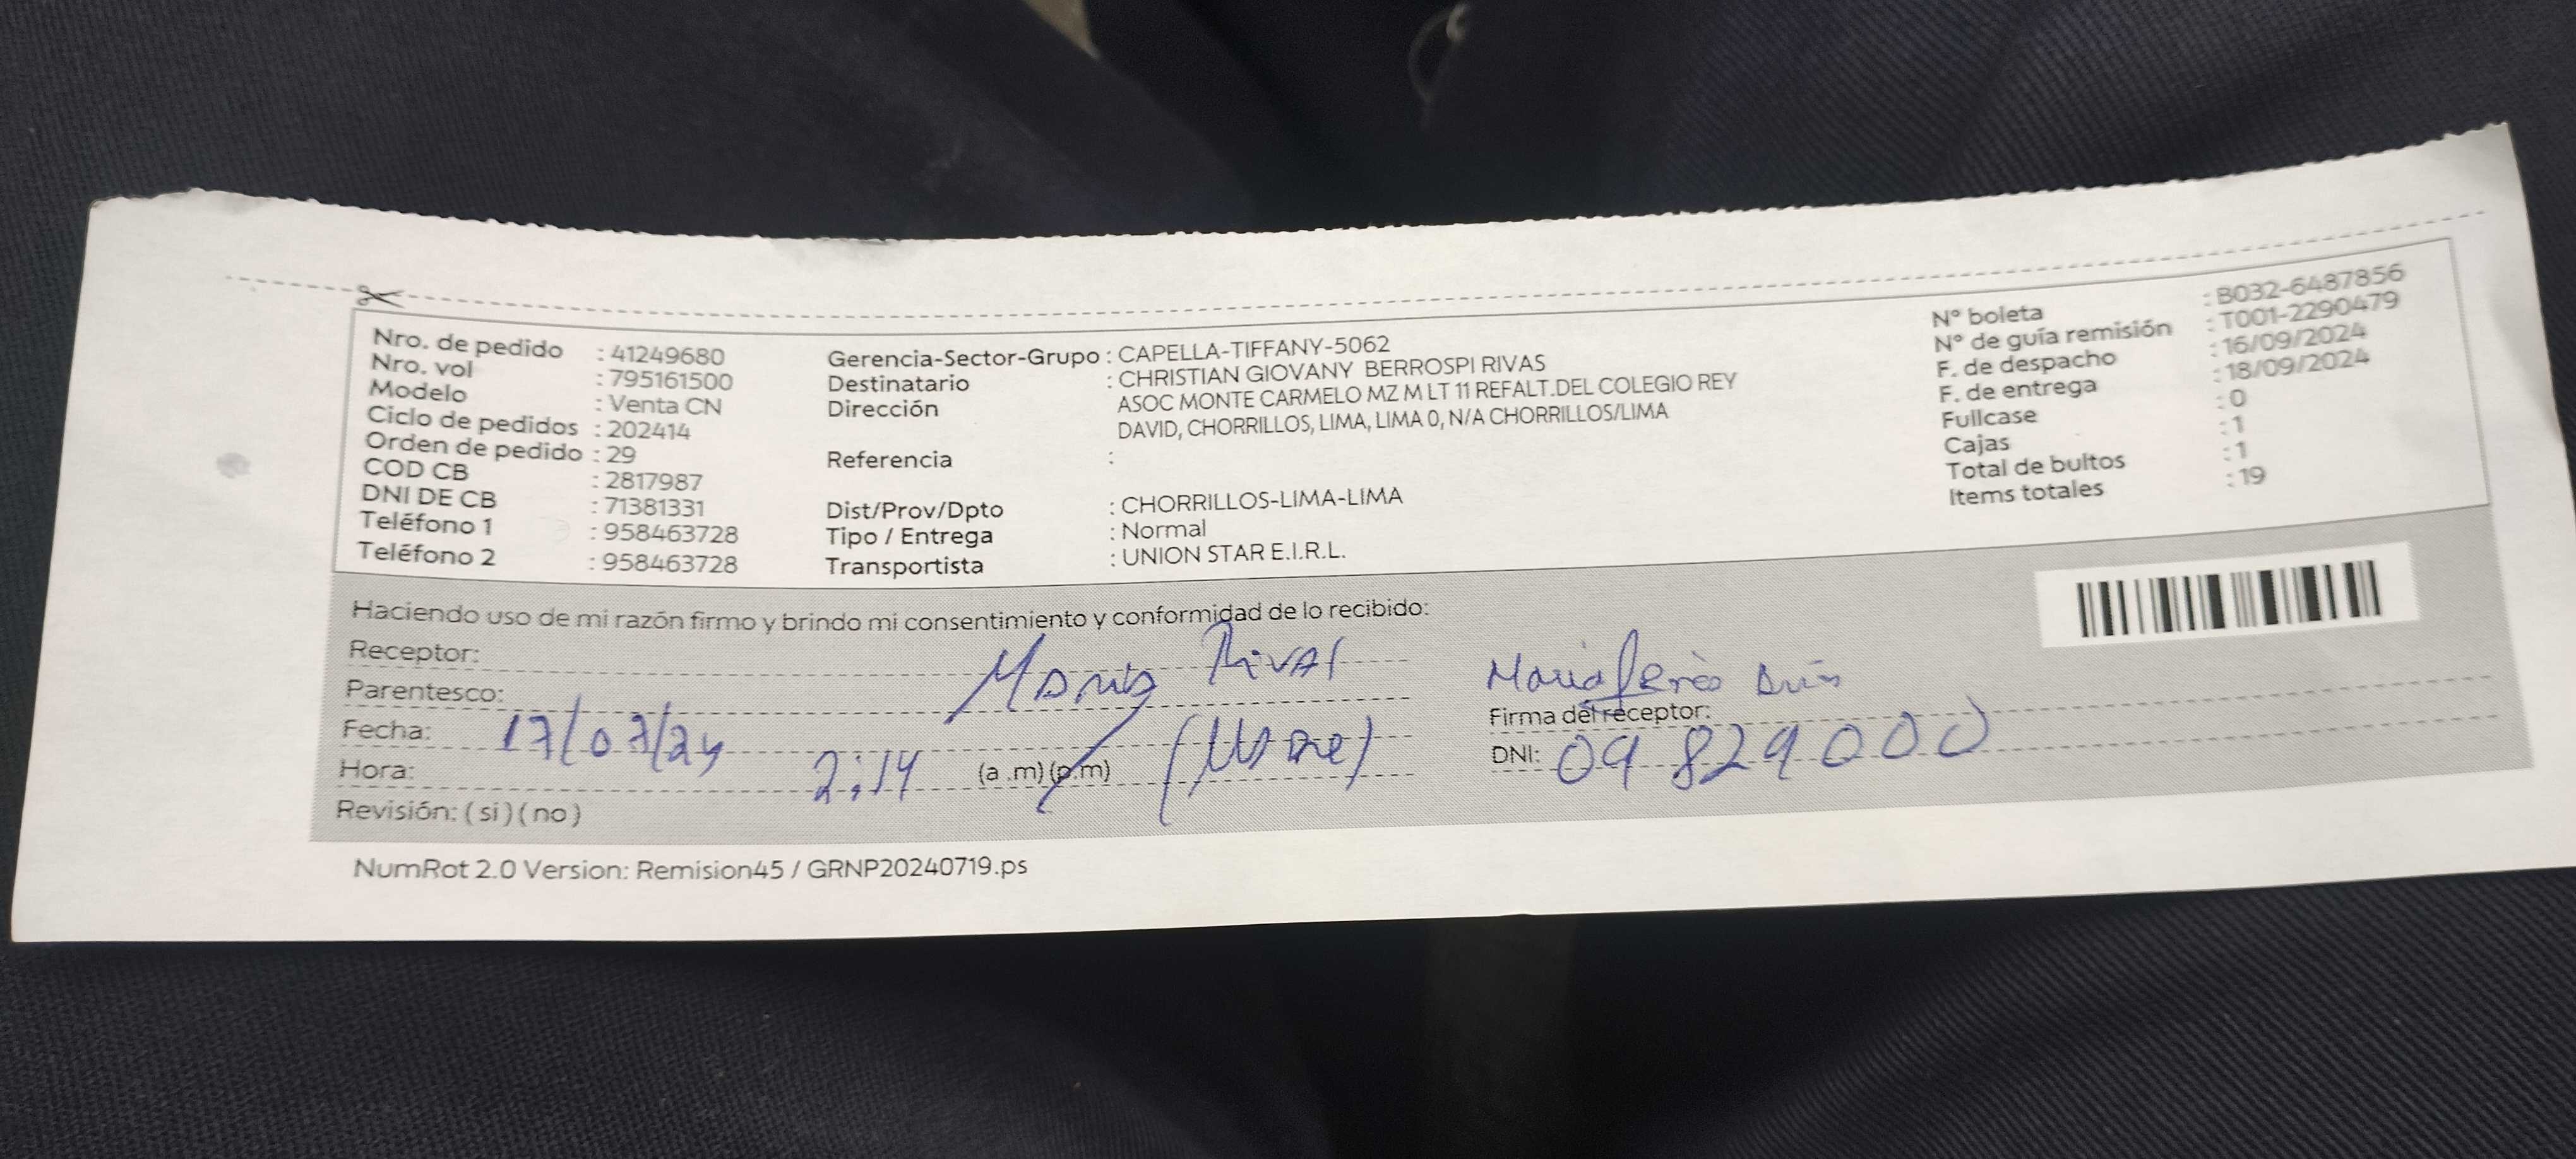 Nro. de pedido : 41249680
Nro. vol : 795161500
Modelo : Venta CN
Ciclo de pedidos : 202414
Orden de pedido : 29
COD CB : 2817987
DNI DE CB : 71381331
Teléfono 1 : 958463728
Teléfono 2 : 958463728
Gerencia-Sector-Grupo : CAPELLA-TIFFANY-5062
Destinatario : CHRISTIAN GIOVANY BERROSPI RIVAS
Dirección : ASOC MONTE CARMELO MZ M LT 11 REFALT.DEL COLEGIO REY
DAVID, CHORRILLOS, LIMA, LIMA 0, N/A CHORRILLOS/LIMA
Referencia :
Dist/Prov/Dpto : CHORRILLOS-LIMA-LIMA
Tipo / Entrega : Normal
Transportista : UNION STAR E.I.R.L.
N° boleta : B032-6487856
N° de guía remisión : T001-2290479
F. de despacho : 16/09/2024
F. de entrega : 18/09/2024
Fullcase : 0
Cajas : 1
Total de bultos : 1
Items totales : 19
Haciendo uso de mi razón firmo y brindo mi consentimiento y conformidad de lo recibido:
Receptor: Rivas
Parentesco:
Fecha: 17/07/24
Hora: 2:14 (a .m)(p.m)
Revisión: ( si ) ( no )
Maria
Firma del receptor:
DNI: 09829000
NumRot 2.0 Version: Remision45 / GRNP20240719.ps